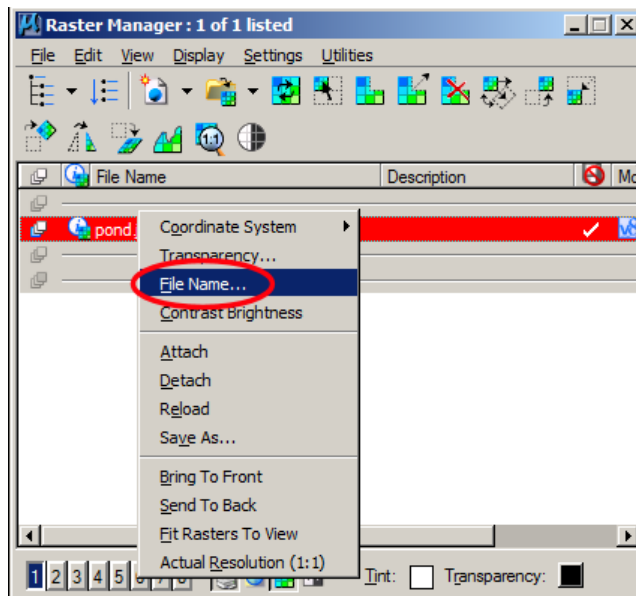 Raster Manager : 1 of 1 listed
File Edit View Display Settings Utilities
1:1
File Name Description
pond
Coordinate System
Transparency...
File Name...
Contrast Brightness
Attach
Detach
Reload
Save As...
Bring To Front
Send To Back
Fit Rasters To View
Actual Resolution (1:1)
1 2 3 4 5 Tint: Transparency: